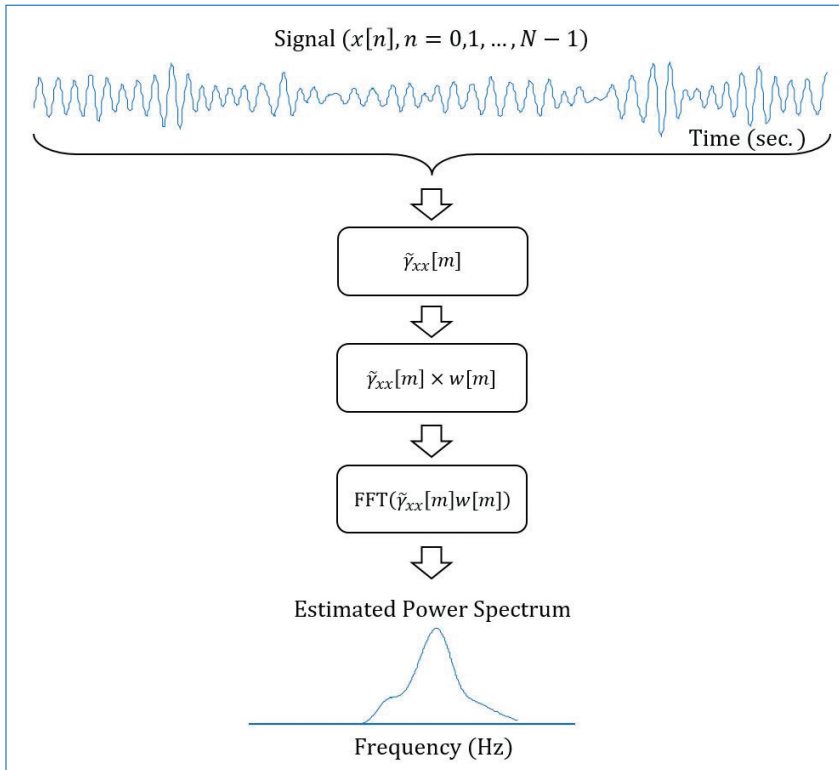 Signal (x[n], n = 0,1, … , N − 1)
Time (sec.)
γ̃xx[m]
γ̃xx[m] × w[m]
FFT(γ̃xx[m]w[m])
Estimated Power Spectrum
Frequency (Hz)